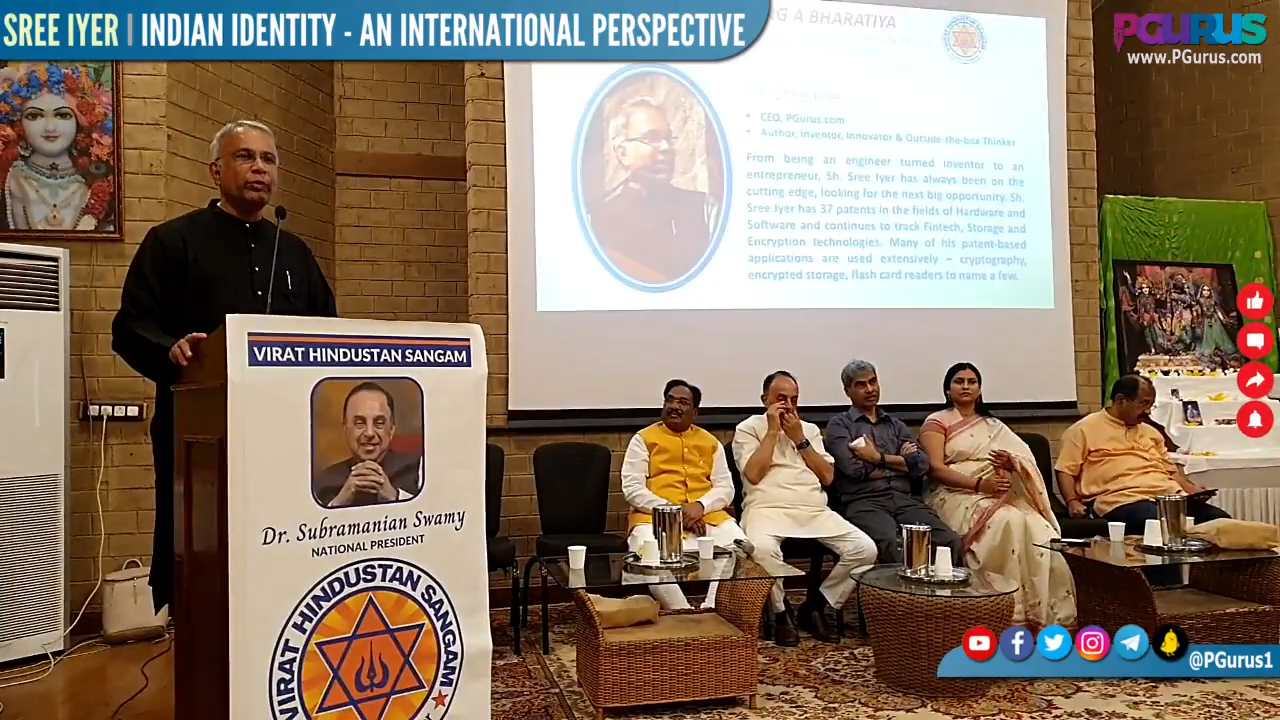 SREE IYER | INDIAN IDENTITY - AN INTERNATIONAL PERSPECTIVE
PGURUS
www.PGurus.com
A BHARATIYA
• CEO, PGurus.com
• Author, Inventor, Innovator & Outside-the-box Thinker
From being an engineer turned inventor to an
entrepreneur, Sh. Sree Iyer has always been on the
cutting edge, looking for the next big opportunity. Sh.
Sree Iyer has 37 patents in the fields of Hardware and
Software and continues to track Fintech, Storage and
Encryption technologies. Many of his patent-based
applications are used extensively – cryptography,
encrypted storage, flash card readers to name a few.
VIRAT HINDUSTAN SANGAM
Dr. Subramanian Swamy
NATIONAL PRESIDENT
VIRAT HINDUSTAN SANGAM
@PGurus1